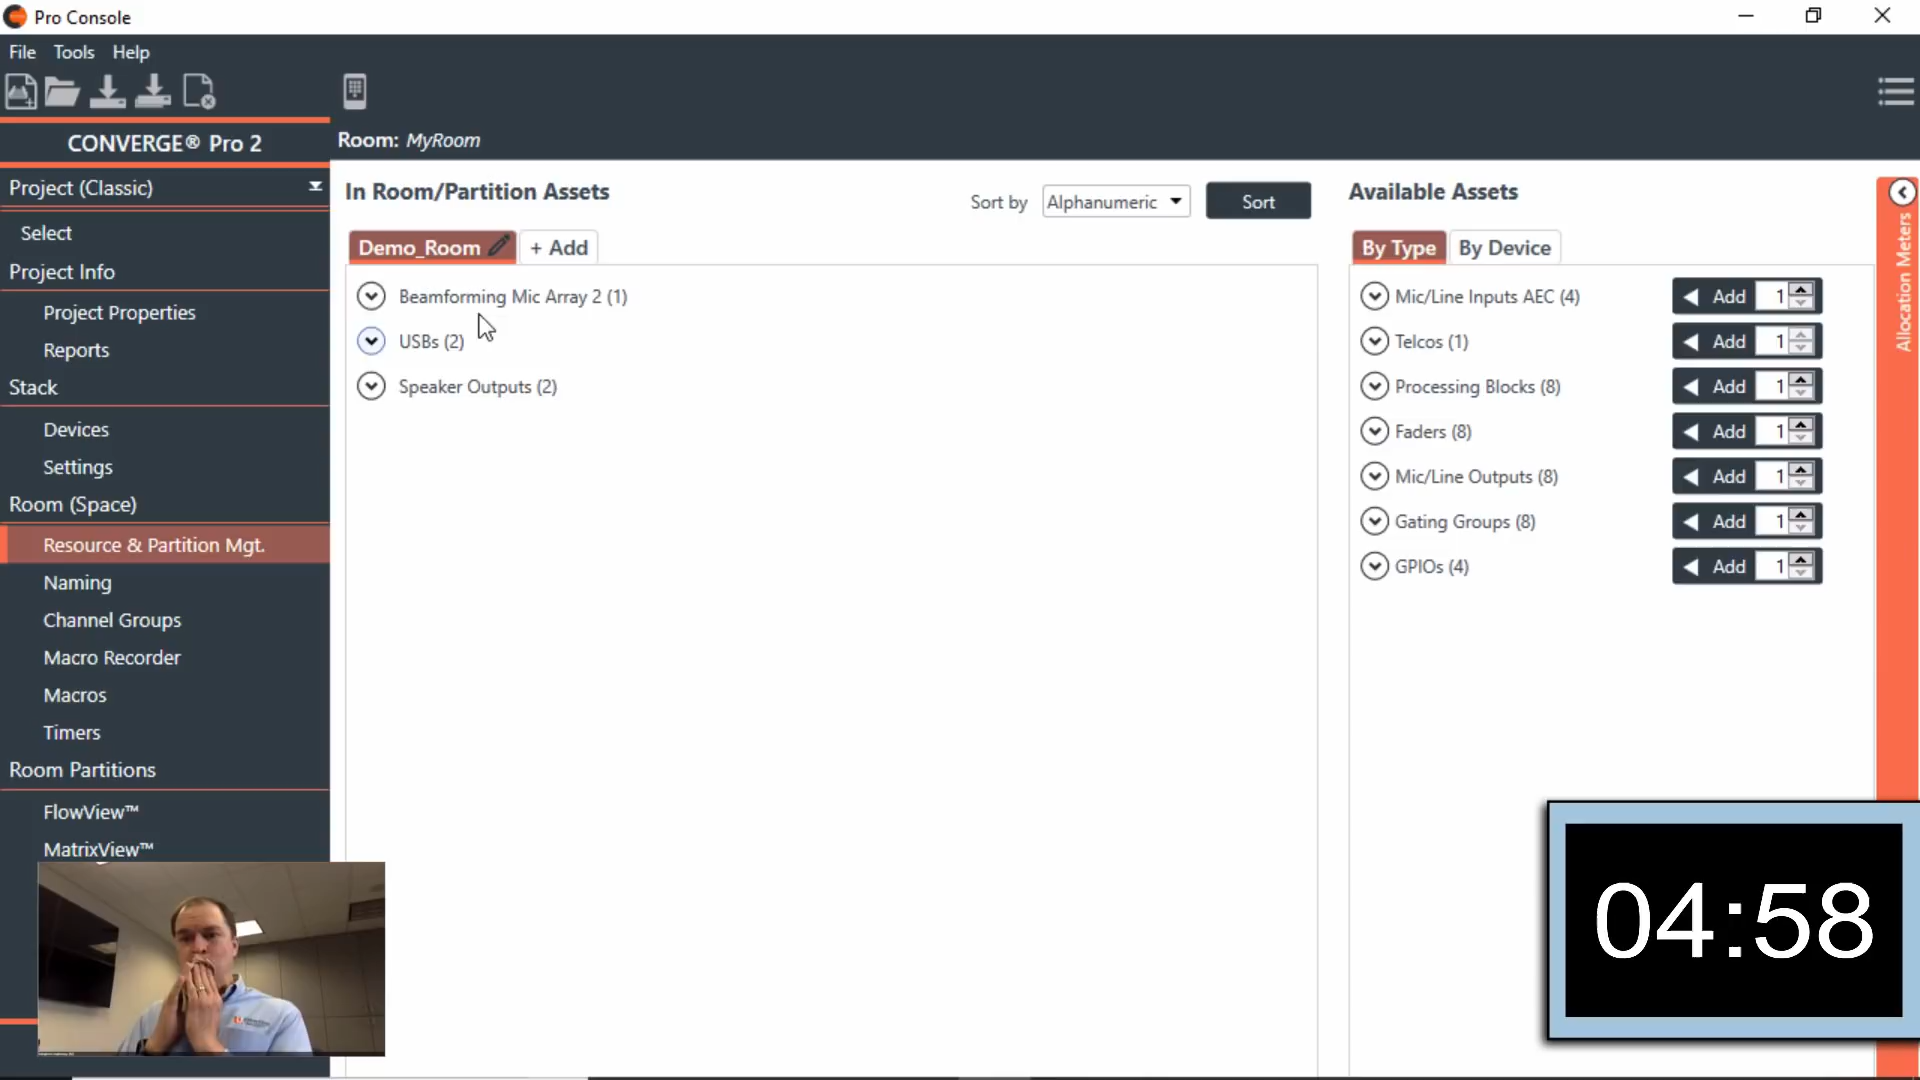 Pro Console
File Tools Help
CONVERGE® Pro 2
Room: MyRoom
Project (Classic)
Select
Project Info
Project Properties
Reports
Stack
Devices
Settings
Room (Space)
Resource & Partition Mgt.
Naming
Channel Groups
Macro Recorder
Macros
Timers
Room Partitions
FlowView™
MatrixView™
In Room/Partition Assets
Sort by Alphanumeric Sort
Demo_Room + Add
Beamforming Mic Array 2 (1)
USBs (2)
Speaker Outputs (2)
Available Assets
By Type By Device
Mic/Line Inputs AEC (4) Add 1
Telcos (1) Add 1
Processing Blocks (8) Add 1
Faders (8) Add 1
Mic/Line Outputs (8) Add 1
Gating Groups (8) Add 1
GPIOs (4) Add 1
Allocation Meters
04:58